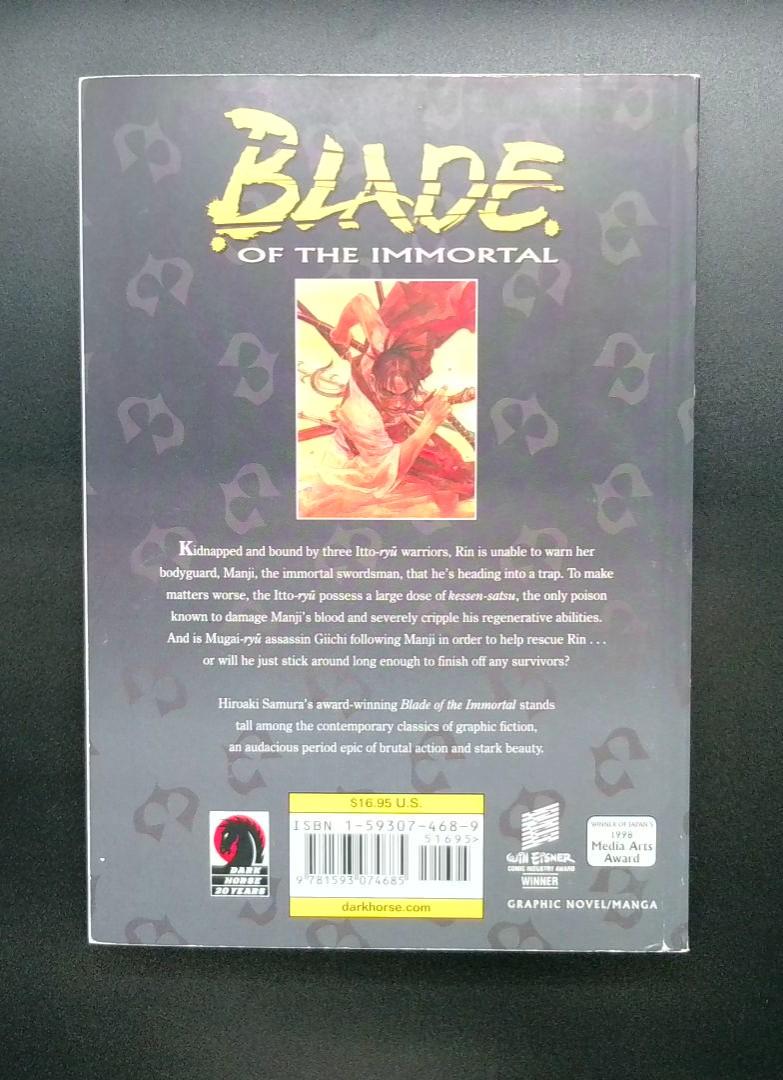 BLADE
OF THE IMMORTAL
Kidnapped and bound by three Itto-ryū warriors, Rin is unable to warn her
bodyguard, Manji, the immortal swordsman, that he's heading into a trap. To make
matters worse, the Itto-ryū possess a large dose of kessen-satsu, the only poison
known to damage Manji's blood and severely cripple his regenerative abilities.
And is Mugai-ryū assassin Giichi following Manji in order to help rescue Rin . . .
or will he just stick around long enough to finish off any survivors?
Hiroaki Samura's award-winning Blade of the Immortal stands
tall among the contemporary classics of graphic fiction,
an audacious period epic of brutal action and stark beauty.
$16.95 U.S.
ISBN 1-59307-468-9
51695>
9 781593 074685
darkhorse.com
DARK
HORSE
20 YEARS
WILL EISNER
COMIC INDUSTRY AWARD
WINNER
WINNER OF JAPAN'S
1998
Media Arts
Award
GRAPHIC NOVEL/MANGA